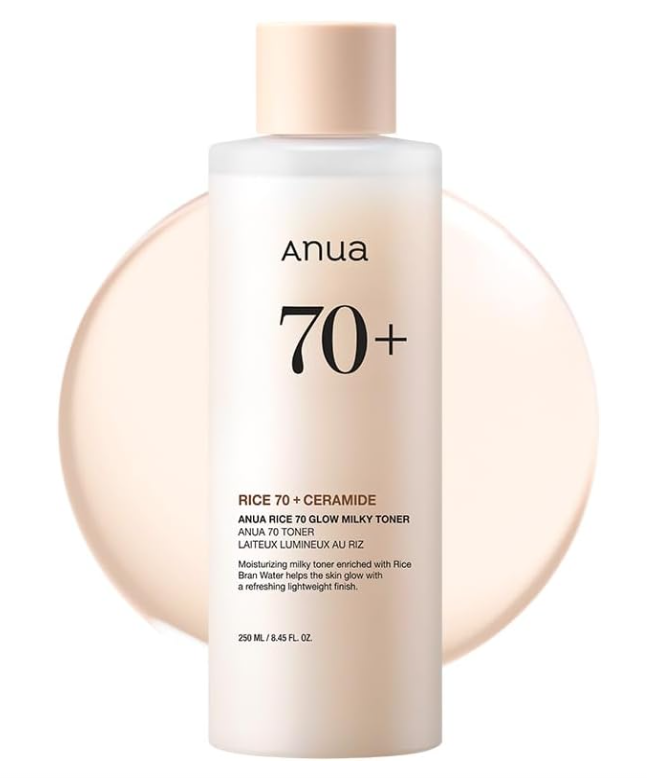 Anua
70+
RICE 70 + CERAMIDE
ANUA RICE 70 GLOW MILKY TONER
ANUA 70 TONER
LAITEUX LUMINEUX AU RIZ
Moisturizing milky toner enriched with Rice
Bran Water helps the skin glow with
a refreshing lightweight finish.
250 ML / 8.45 FL. OZ.